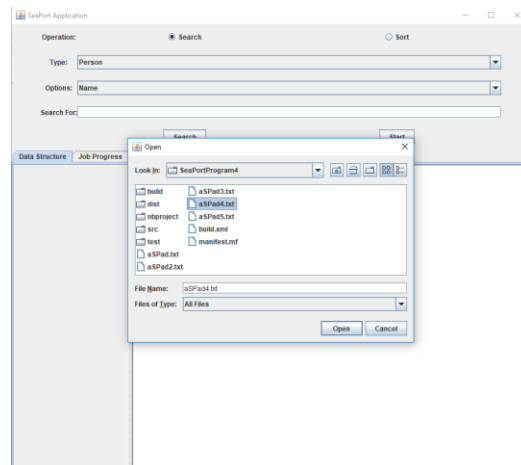 SeaPort Application
Operation: Search Sort
Type: Person
Options: Name
Search For:
Search Start
Data Structure Job Progress
Open
Look In: SeaPortProgram4
build aSPad3.txt
dist aSPad4.txt
nbproject aSPad5.txt
src build.xml
test manifest.mf
aSPad.txt
aSPad2.txt
File Name: aSPad4.txt
Files of Type: All Files
Open Cancel